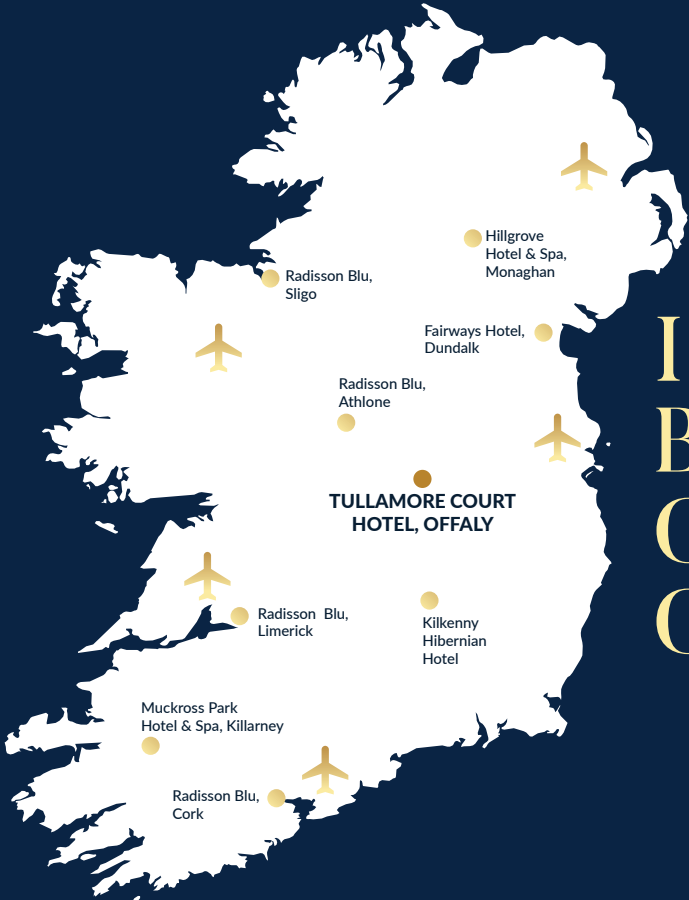 Hillgrove
Hotel & Spa,
Monaghan
Radisson Blu,
Sligo
Fairways Hotel,
Dundalk
Radisson Blu,
Athlone
TULLAMORE COURT
HOTEL, OFFALY
Radisson  Blu,
Limerick
Kilkenny
Hibernian
Hotel
Muckross Park
Hotel & Spa, Killarney
Radisson Blu,
Cork
I
B